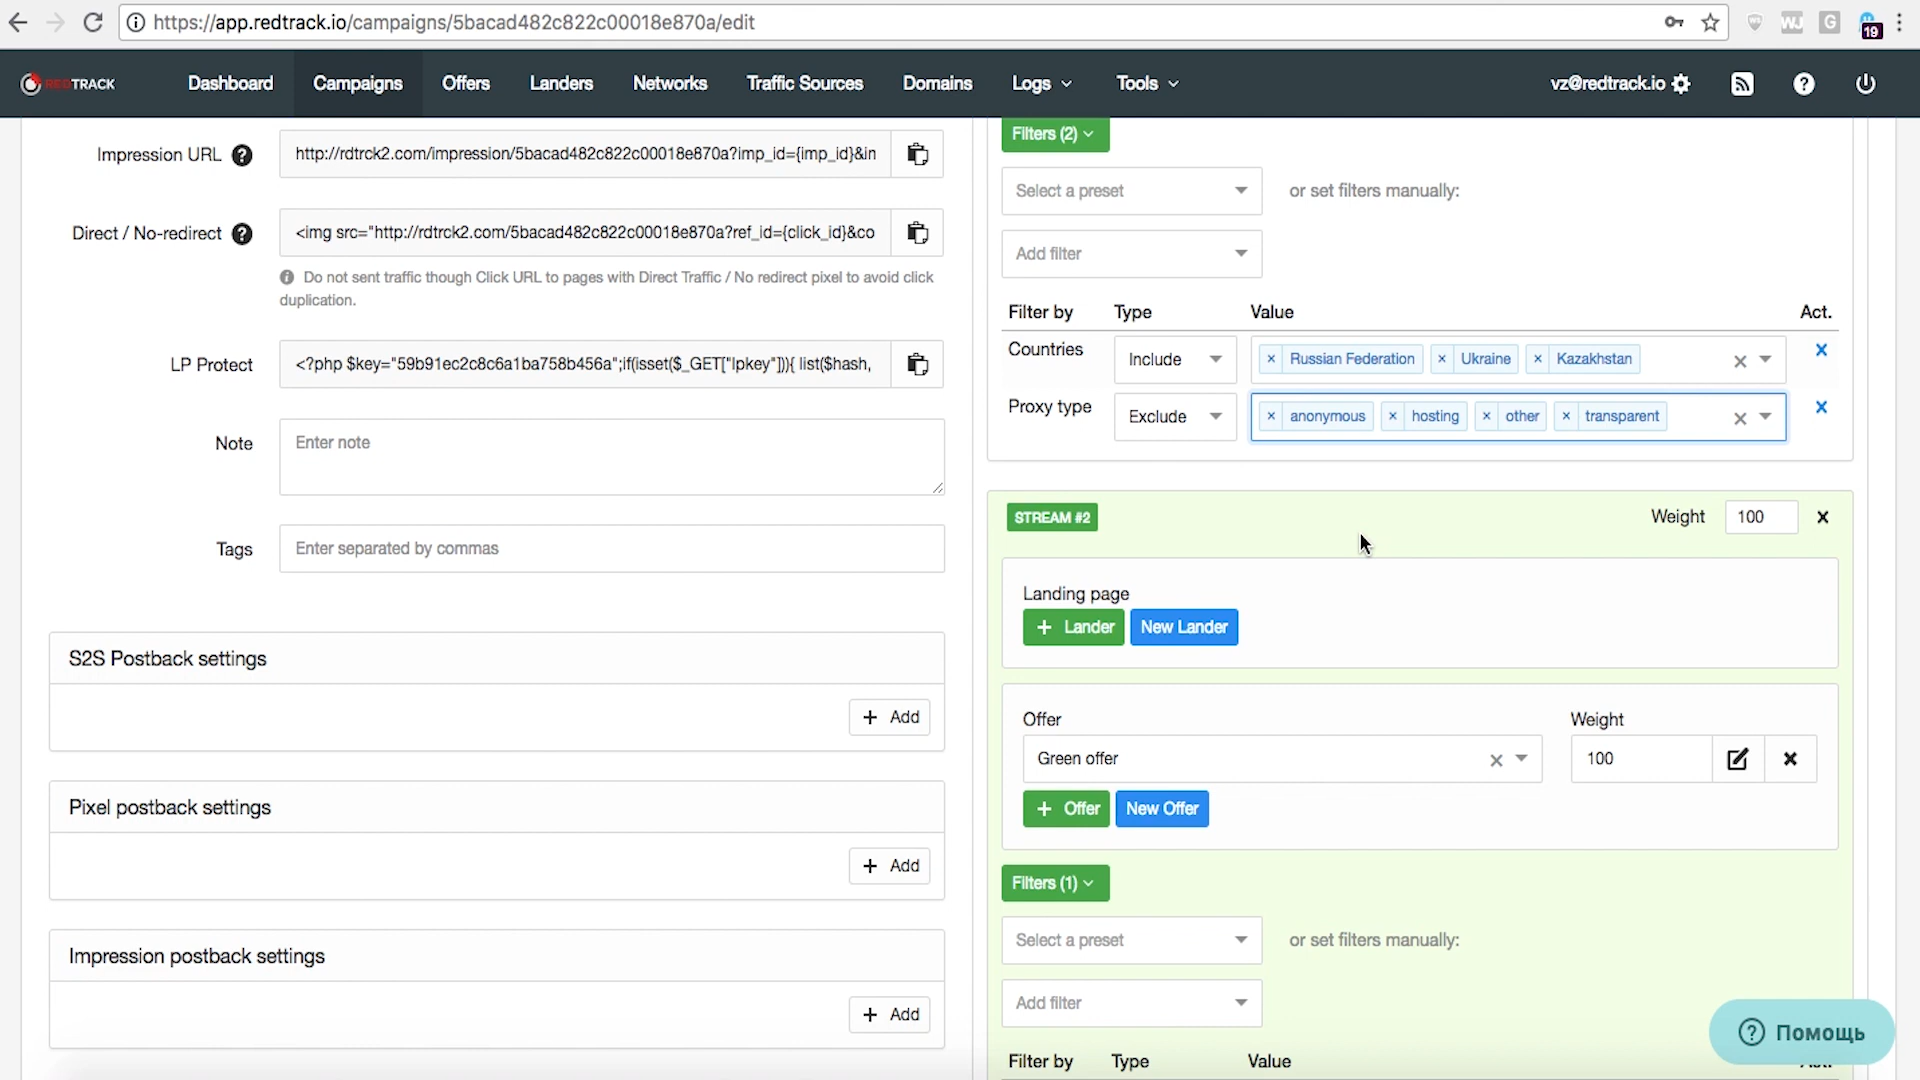 https://app.redtrack.io/campaigns/5bacad482c822c00018e870a/edit
WJ
G
19
REDTRACK
Dashboard
Campaigns
Offers
Landers
Networks
Traffic Sources
Domains
Logs
Tools
vz@redtrack.io
Impression URL
http://rdtrck2.com/impression/5bacad482c822c00018e870a?imp_id={imp_id}&in
Direct / No-redirect
<img src="http://rdtrck2.com/5bacad482c822c00018e870a?ref_id={click_id}&co
Do not sent traffic though Click URL to pages with Direct Traffic / No redirect pixel to avoid click
duplication.
LP Protect
<?php $key="59b91ec2c8c6a1ba758b456a";if(isset($_GET["lpkey"])){ list($hash,
Note
Enter note
Tags
Enter separated by commas
S2S Postback settings
+ Add
Pixel postback settings
+ Add
Impression postback settings
+ Add
Filters (2)
Select a preset
or set filters manually:
Add filter
Filter by Type Value Act.
Countries Include × Russian Federation × Ukraine × Kazakhstan
Proxy type Exclude × anonymous × hosting × other × transparent
STREAM #2
Weight 100
Landing page
+ Lander New Lander
Offer Weight
Green offer 100
+ Offer New Offer
Filters (1)
Select a preset
or set filters manually:
Add filter
Filter by Type Value
Помощь